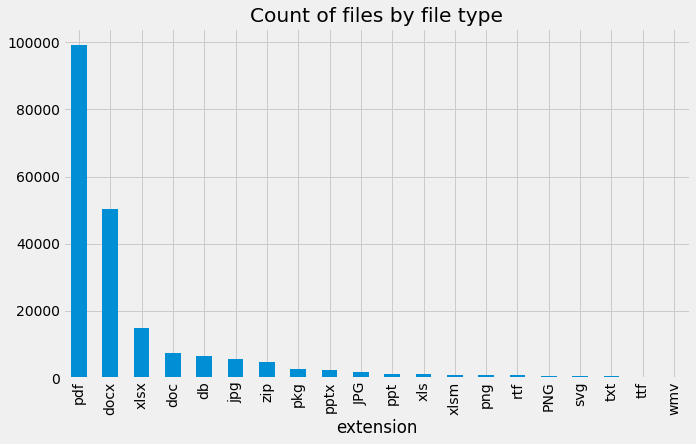 Count of files by file type
100000
80000
60000
40000
20000
0
pdf
docx
xlsx
doc
db
jpg
zip
pkg
pptx
JPG
ppt
xls
xlsm
png
rtf
PNG
svg
txt
ttf
wmv
extension